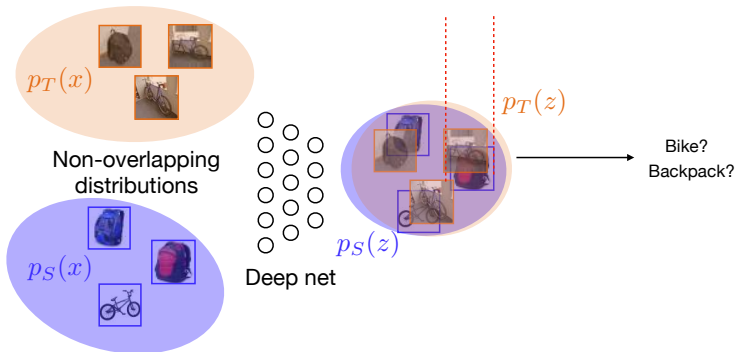 p_T(x)
Non-overlapping
distributions
p_S(x)
Deep net
p_T(z)
p_S(z)
Bike?
Backpack?